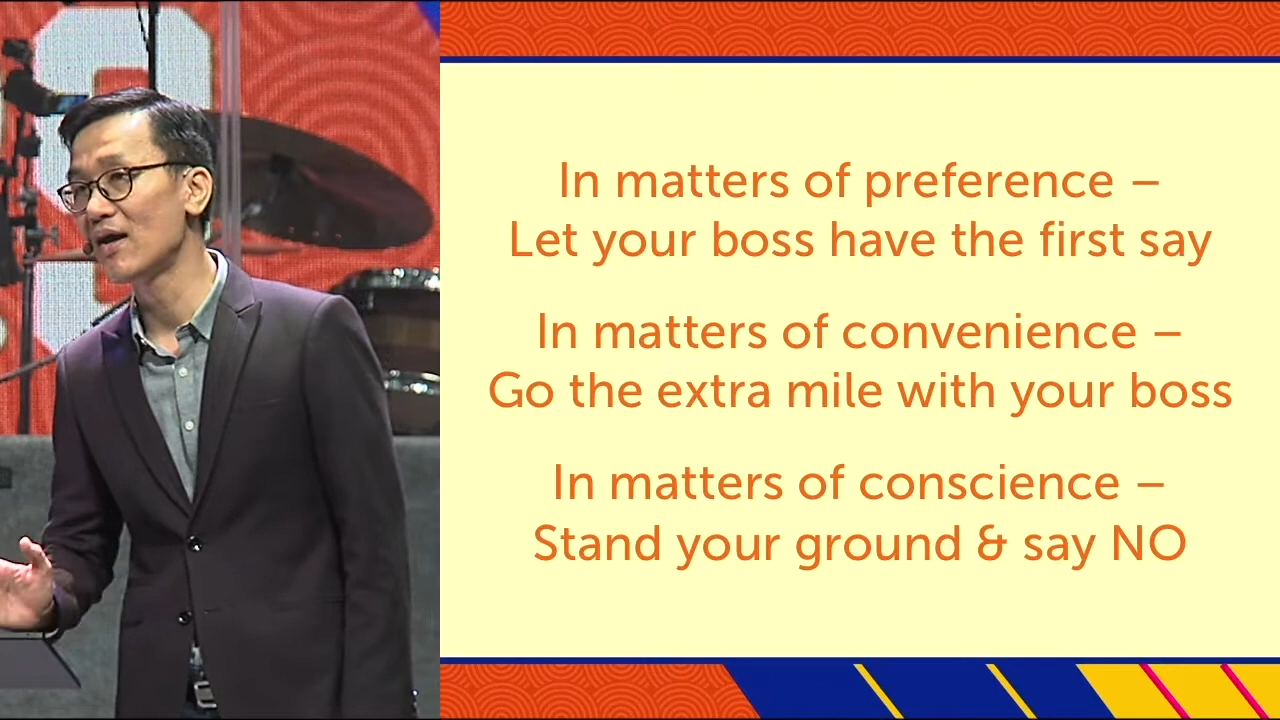 In matters of preference –
Let your boss have the first say
In matters of convenience –
Go the extra mile with your boss
In matters of conscience –
Stand your ground & say NO